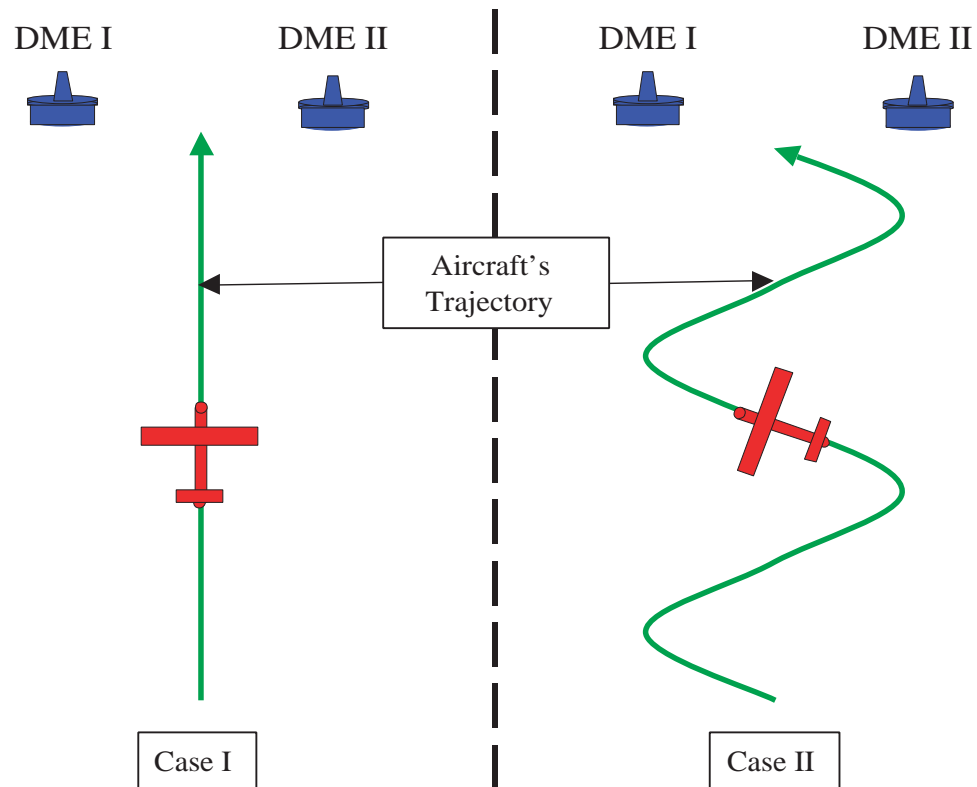 DME I
DME II
DME I
DME II
Aircraft's
Trajectory
Case I
Case II